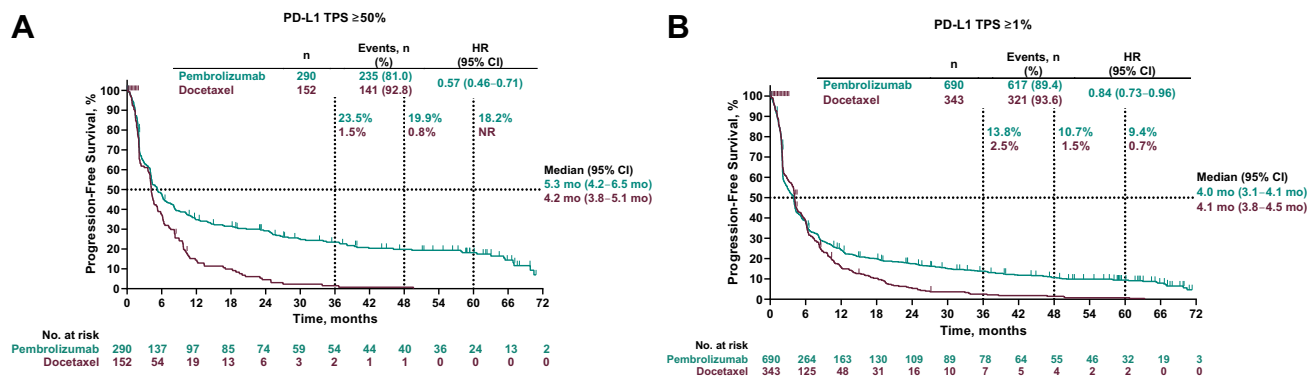 A
PD-L1 TPS ≥50%
n Events, n (%) HR (95% CI)
Pembrolizumab 290 235 (81.0) 0.57 (0.46–0.71)
Docetaxel 152 141 (92.8)
23.5% 19.9% 18.2%
1.5% 0.8% NR
Median (95% CI)
5.3 mo (4.2–6.5 mo)
4.2 mo (3.8–5.1 mo)
Progression-Free Survival, %
100
90
80
70
60
50
40
30
20
10
0
0 6 12 18 24 30 36 42 48 54 60 66 72
Time, months
No. at risk
Pembrolizumab 290 137 97 85 74 59 54 44 40 36 24 13 2
Docetaxel 152 54 19 13 6 3 2 1 1 0 0 0 0
B
PD-L1 TPS ≥1%
n Events, n (%) HR (95% CI)
Pembrolizumab 690 617 (89.4) 0.84 (0.73–0.96)
Docetaxel 343 321 (93.6)
13.8% 10.7% 9.4%
2.5% 1.5% 0.7%
Median (95% CI)
4.0 mo (3.1–4.1 mo)
4.1 mo (3.8–4.5 mo)
Progression-Free Survival, %
100
90
80
70
60
50
40
30
20
10
0
0 6 12 18 24 30 36 42 48 54 60 66 72
Time, months
No. at risk
Pembrolizumab 690 264 163 130 109 89 78 64 55 46 32 19 3
Docetaxel 343 125 48 31 16 10 7 5 4 2 2 0 0